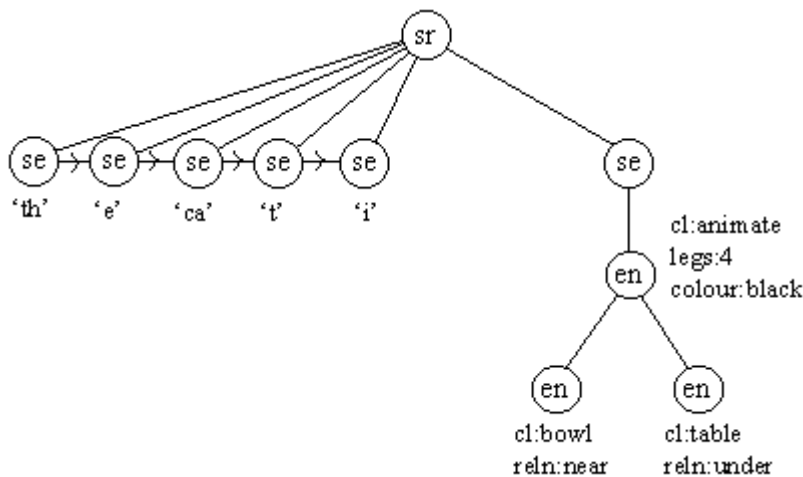 sr
se se se se se se
‘th’ ‘e’ ‘ca’ ‘t’ ‘i’
cl:animate
legs:4
colour:black
en
en en
cl:bowl cl:table
reln:near reln:under